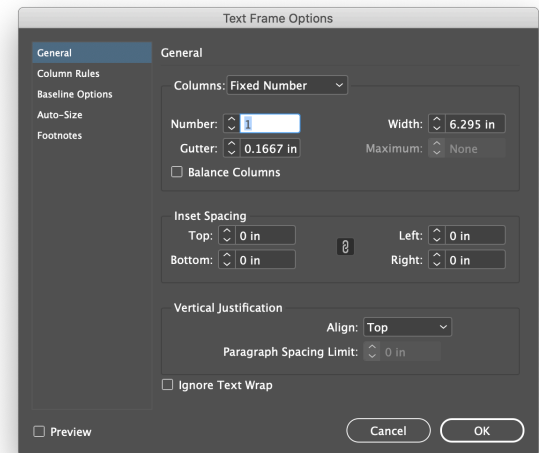 Text Frame Options
General
Column Rules
Baseline Options
Auto-Size
Footnotes
General
Columns: Fixed Number
Number: 1 Width: 6.295 in
Gutter: 0.1667 in Maximum: None
Balance Columns
Inset Spacing
Top: 0 in Left: 0 in
Bottom: 0 in Right: 0 in
Vertical Justification
Align: Top
Paragraph Spacing Limit: 0 in
Ignore Text Wrap
Preview Cancel OK